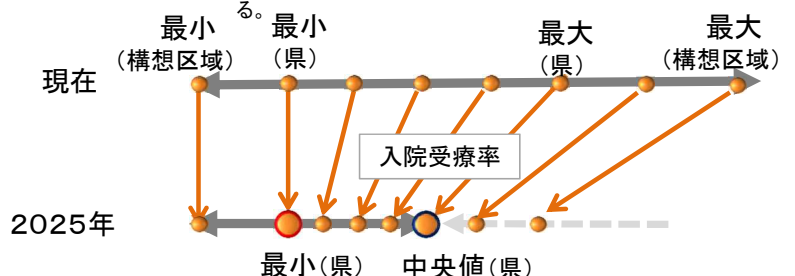 る。
最小
(構想区域)
最小
(県)
最大
(県)
最大
(構想区域)
現在
入院受療率
2025年
最小(県)
中央値(県)